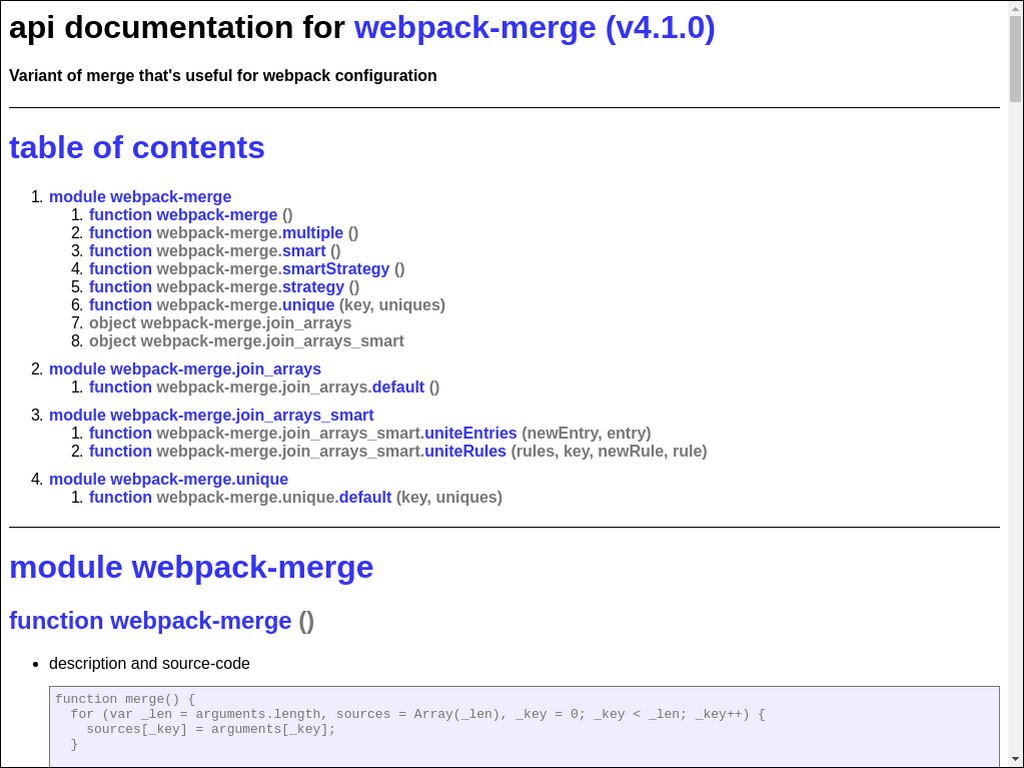 api documentation for webpack-merge (v4.1.0)
Variant of merge that's useful for webpack configuration
table of contents
1. module webpack-merge
1. function webpack-merge ()
2. function webpack-merge.multiple ()
3. function webpack-merge.smart ()
4. function webpack-merge.smartStrategy ()
5. function webpack-merge.strategy ()
6. function webpack-merge.unique (key, uniques)
7. object webpack-merge.join_arrays
8. object webpack-merge.join_arrays_smart
2. module webpack-merge.join_arrays
1. function webpack-merge.join_arrays.default ()
3. module webpack-merge.join_arrays_smart
1. function webpack-merge.join_arrays_smart.uniteEntries (newEntry, entry)
2. function webpack-merge.join_arrays_smart.uniteRules (rules, key, newRule, rule)
4. module webpack-merge.unique
1. function webpack-merge.unique.default (key, uniques)
module webpack-merge
function webpack-merge ()
• description and source-code
function merge() {
  for (var _len = arguments.length, sources = Array(_len), _key = 0; _key < _len; _key++) {
    sources[_key] = arguments[_key];
  }